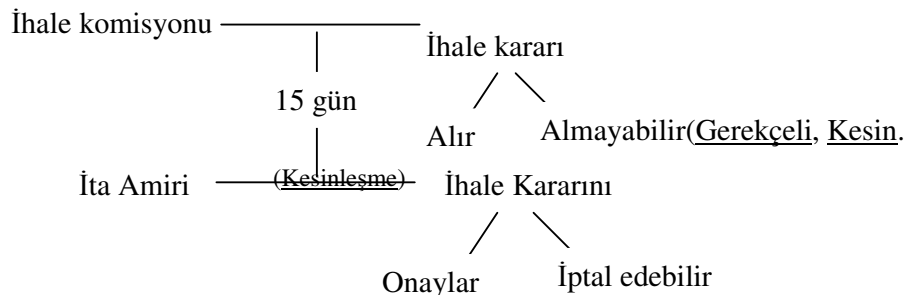 İhale komisyonu
İhale kararı
15 gün
Alır Almayabilir(Gerekçeli, Kesin.
İta Amiri (Kesinleşme) İhale Kararını
Onaylar İptal edebilir